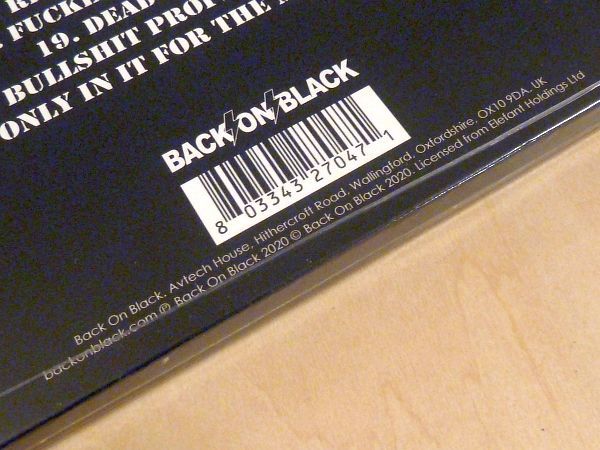 FUCKE
19. DEAD
BULLSHIT PROP
ONLY IN IT FOR THE
BACK ON BLACK
8 03343 27047 1
Back On Black, Avtech House, Hithercroft Road, Wallingford, Oxfordshire, OX10 9DA, UK
backonblack.com ℗ Back On Black 2020 © Back On Black 2020. Licensed from Elefant Holdings Ltd